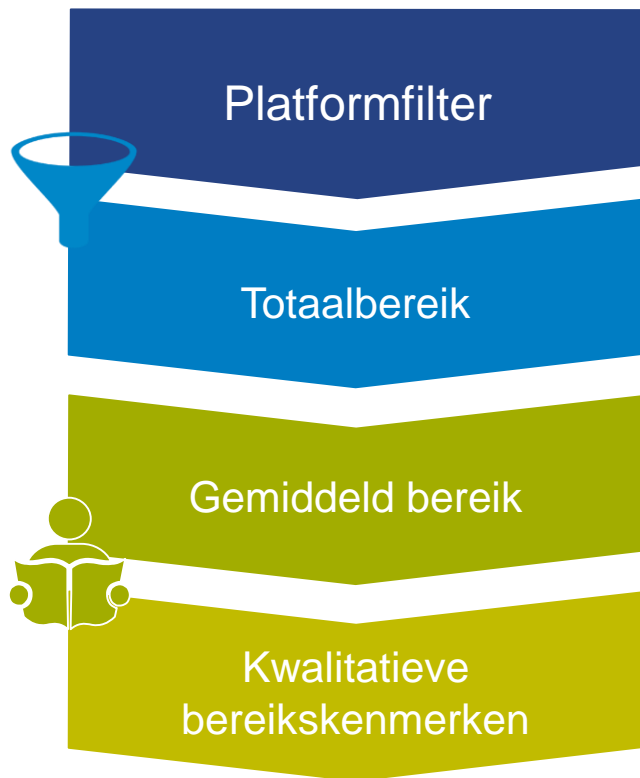 Platformfilter
Totaalbereik
Gemiddeld bereik
Kwalitatieve
bereikskenmerken